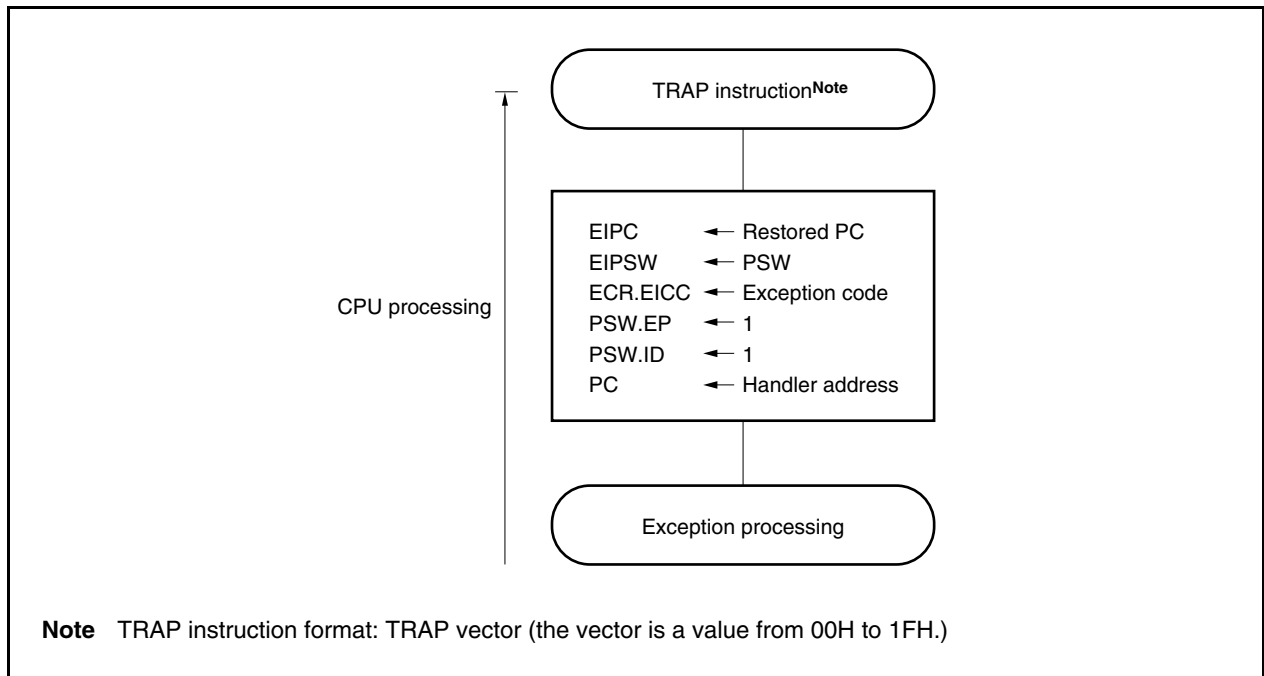 TRAP instructionNote
CPU processing
EIPC ← Restored PC
EIPSW ← PSW
ECR.EICC ← Exception code
PSW.EP ← 1
PSW.ID ← 1
PC ← Handler address
Exception processing
Note TRAP instruction format: TRAP vector (the vector is a value from 00H to 1FH.)